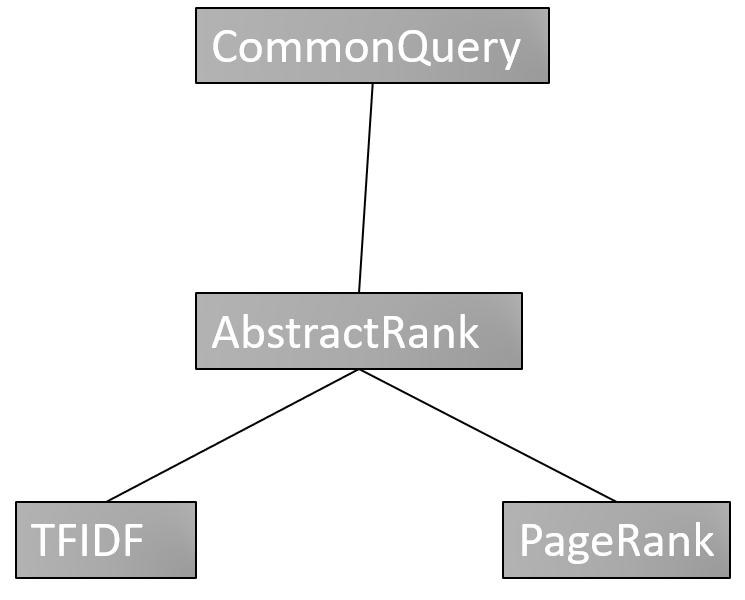 CommonQuery
AbstractRank
TFIDF
PageRank